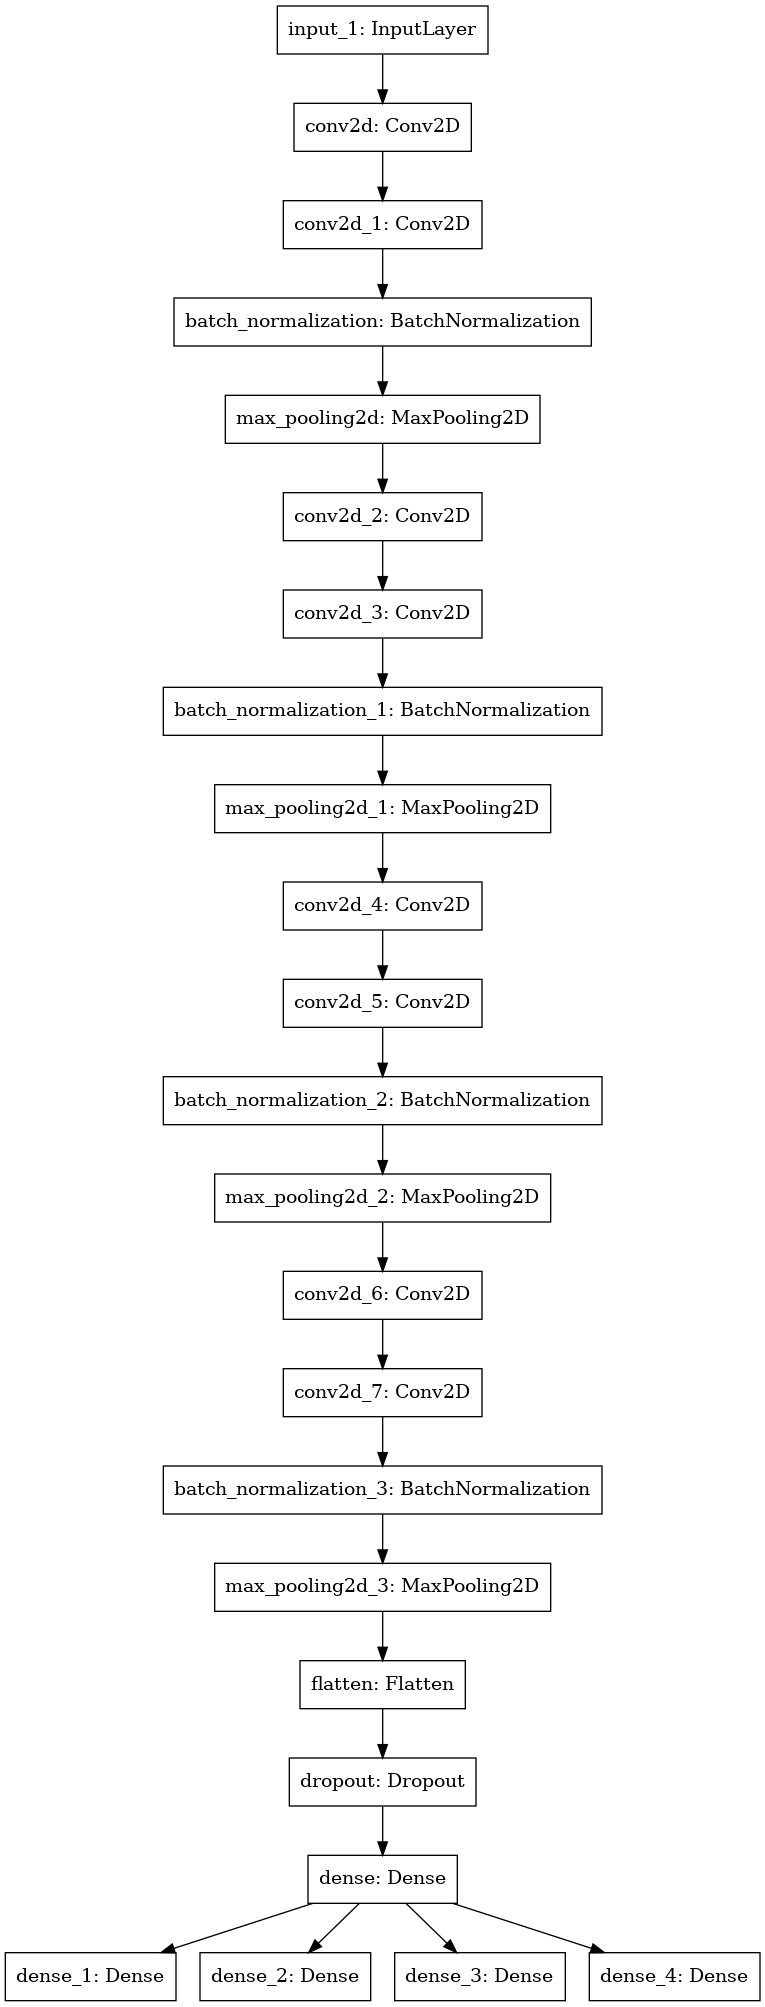 input_1: InputLayer
conv2d: Conv2D
conv2d_1: Conv2D
batch_normalization: BatchNormalization
max_pooling2d: MaxPooling2D
conv2d_2: Conv2D
conv2d_3: Conv2D
batch_normalization_1: BatchNormalization
max_pooling2d_1: MaxPooling2D
conv2d_4: Conv2D
conv2d_5: Conv2D
batch_normalization_2: BatchNormalization
max_pooling2d_2: MaxPooling2D
conv2d_6: Conv2D
conv2d_7: Conv2D
batch_normalization_3: BatchNormalization
max_pooling2d_3: MaxPooling2D
flatten: Flatten
dropout: Dropout
dense: Dense
dense_1: Dense
dense_2: Dense
dense_3: Dense
dense_4: Dense